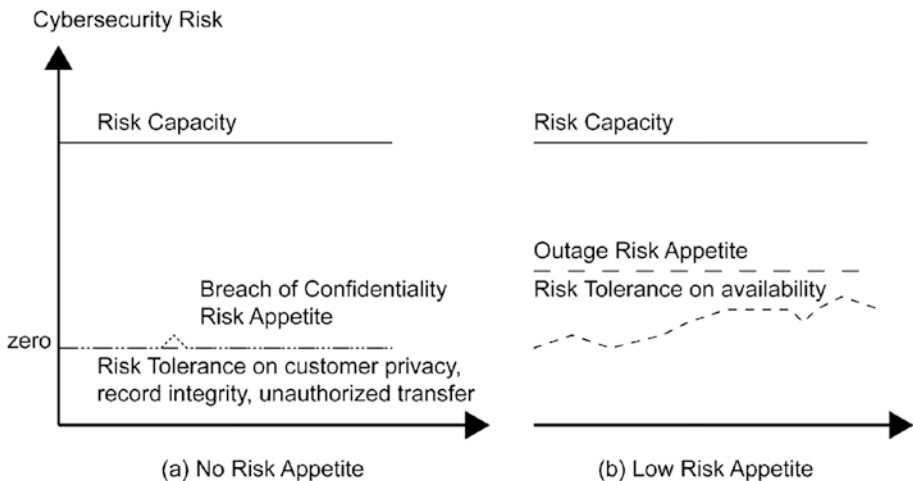 Cybersecurity Risk
Risk Capacity
Breach of Confidentiality
Risk Appetite
zero
Risk Tolerance on customer privacy,
record integrity, unauthorized transfer
(a) No Risk Appetite
Risk Capacity
Outage Risk Appetite
Risk Tolerance on availability
(b) Low Risk Appetite